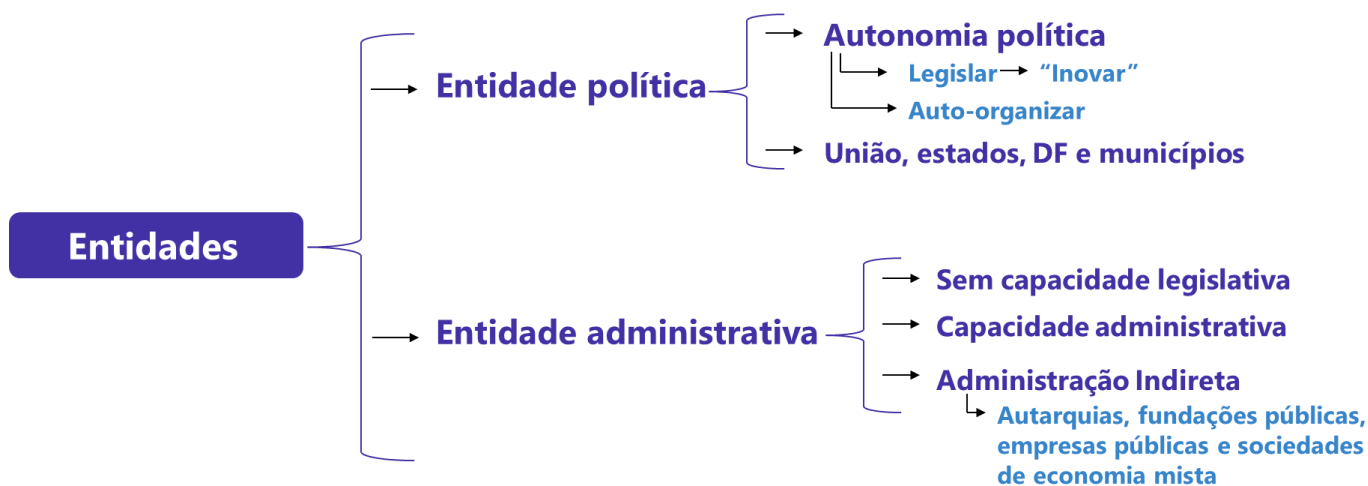 Entidades
Entidade política
Autonomia política
Legislar
“Inovar”
Auto-organizar
União, estados, DF e municípios
Entidade administrativa
Sem capacidade legislativa
Capacidade administrativa
Administração Indireta
Autarquias, fundações públicas,
empresas públicas e sociedades
de economia mista